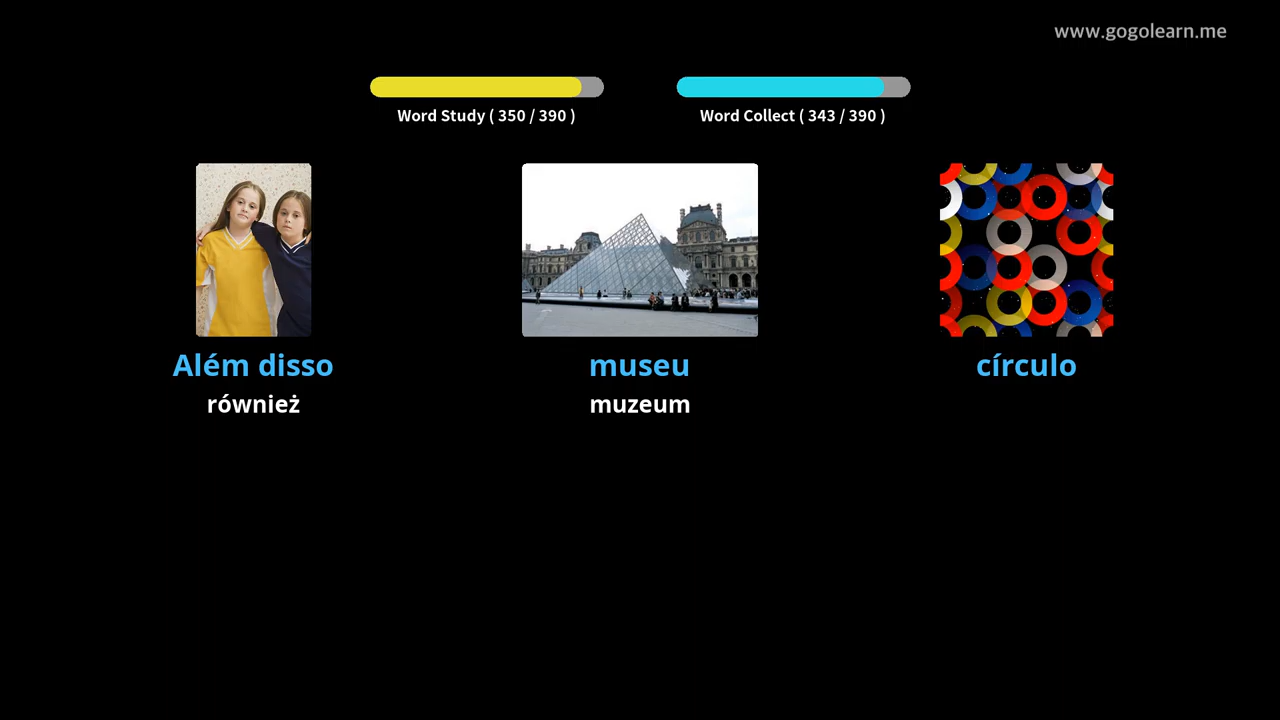 www.gogolearn.me
Word Study ( 350 / 390 )
Word Collect ( 343 / 390 )
Além disso
również
museu
muzeum
círculo